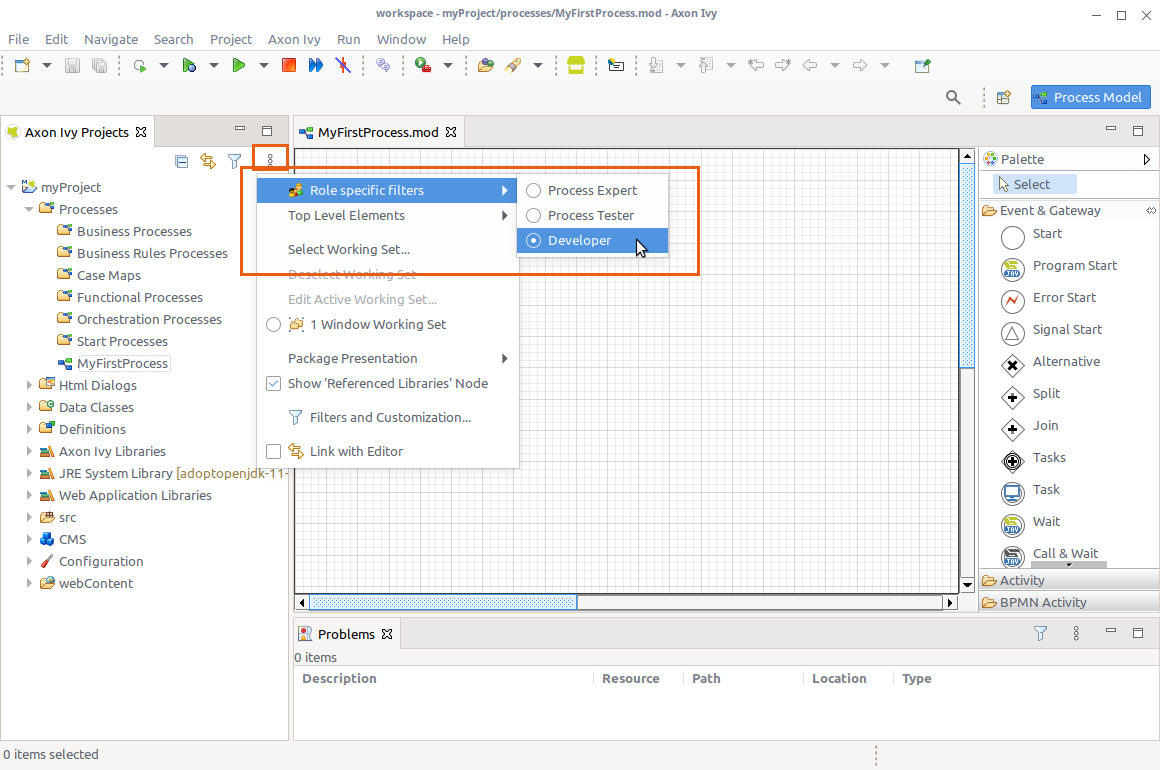 workspace - myProject/processes/MyFirstProcess.mod - Axon Ivy
File Edit Navigate Search Project Axon Ivy Run Window Help
Process Model
Axon Ivy Projects
MyFirstProcess.mod
myProject
Processes
Business Processes
Business Rules Processes
Case Maps
Functional Processes
Orchestration Processes
Start Processes
MyFirstProcess
Html Dialogs
Data Classes
Definitions
Axon Ivy Libraries
JRE System Library [adoptopenjdk-11-
Web Application Libraries
src
CMS
Configuration
webContent
Role specific filters
Top Level Elements
Select Working Set...
Deselect Working Set
Edit Active Working Set...
1 Window Working Set
Package Presentation
Show 'Referenced Libraries' Node
Filters and Customization...
Link with Editor
Process Expert
Process Tester
Developer
Palette
Select
Event & Gateway
Start
Program Start
Error Start
Signal Start
Alternative
Split
Join
Tasks
Task
Wait
Call & Wait
Activity
BPMN Activity
Problems
0 items
Description Resource Path Location Type
0 items selected